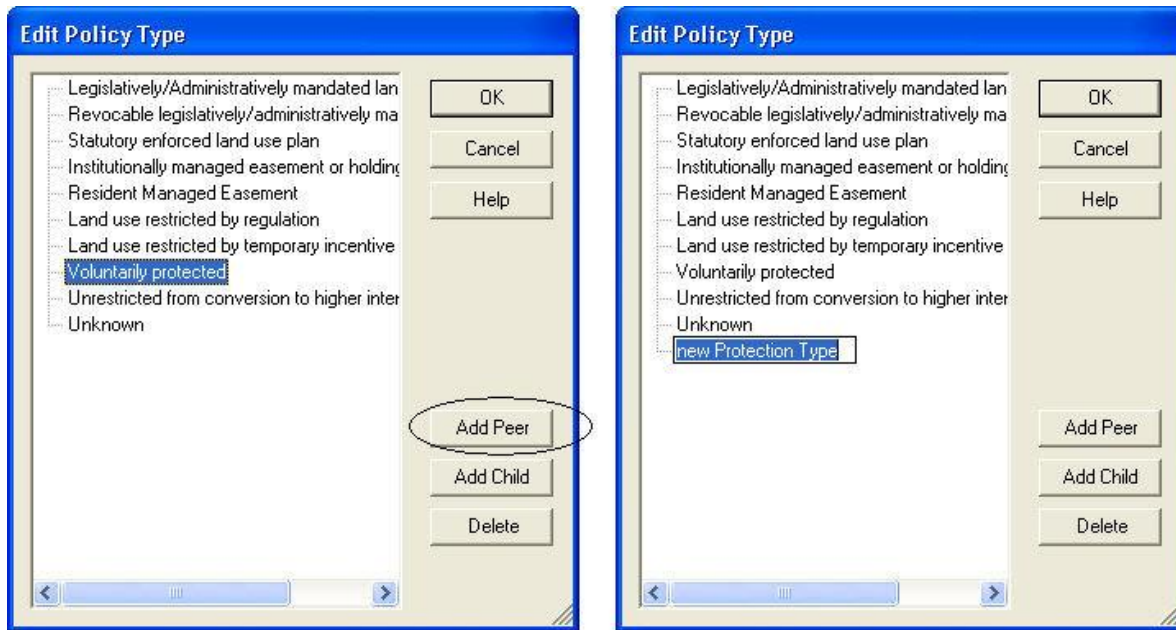 Edit Policy Type
Legislatively/Administratively mandated lan
Revocable legislatively/administratively ma
Statutory enforced land use plan
Institutionally managed easement or holding
Resident Managed Easement
Land use restricted by regulation
Land use restricted by temporary incentive
Voluntarily protected
Unrestricted from conversion to higher inter
Unknown
OK
Cancel
Help
Add Peer
Add Child
Delete
Edit Policy Type
Legislatively/Administratively mandated lan
Revocable legislatively/administratively ma
Statutory enforced land use plan
Institutionally managed easement or holding
Resident Managed Easement
Land use restricted by regulation
Land use restricted by temporary incentive
Voluntarily protected
Unrestricted from conversion to higher inter
Unknown
new Protection Type
OK
Cancel
Help
Add Peer
Add Child
Delete